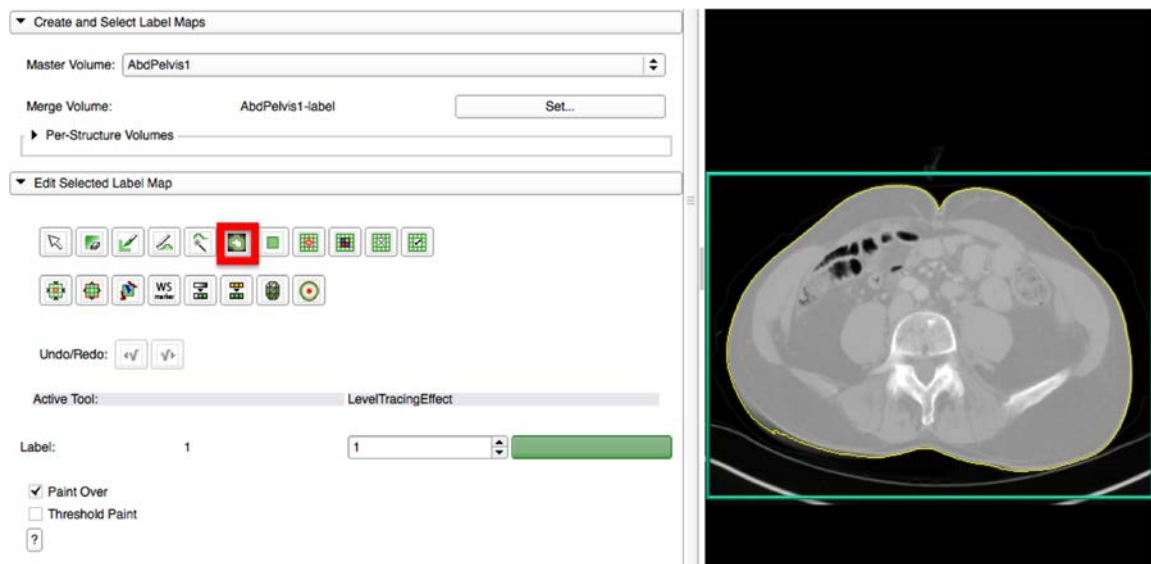 Create and Select Label Maps
Master Volume: AbdPelvis1
Merge Volume: AbdPelvis1-label Set...
Per-Structure Volumes
Edit Selected Label Map
WS
marker
Undo/Redo:
Active Tool: LevelTracingEffect
Label: 1 1
Paint Over
Threshold Paint
?